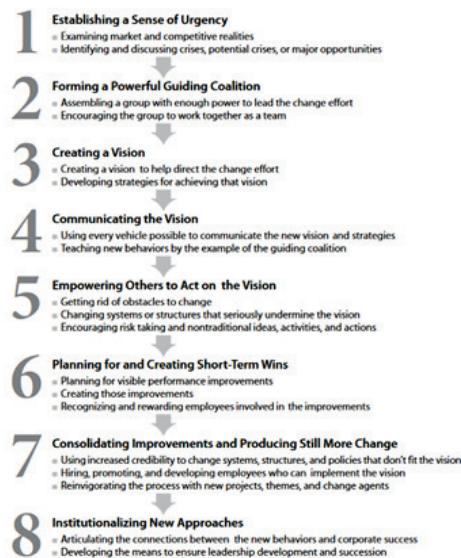 1
Establishing a Sense of Urgency
Examining market and competitive realities
Identifying and discussing crises, potential crises, or major opportunities
2
Forming a Powerful Guiding Coalition
Assembling a group with enough power to lead the change effort
Encouraging the group to work together as a team
3
Creating a Vision
Creating a vision to help direct the change effort
Developing strategies for achieving that vision
4
Communicating the Vision
Using every vehicle possible to communicate the new vision and strategies
Teaching new behaviors by the example of the guiding coalition
5
Empowering Others to Act on the Vision
Getting rid of obstacles to change
Changing systems or structures that seriously undermine the vision
Encouraging risk taking and nontraditional ideas, activities, and actions
6
Planning for and Creating Short-Term Wins
Planning for visible performance improvements
Creating those improvements
Recognizing and rewarding employees involved in the improvements
7
Consolidating Improvements and Producing Still More Change
Using increased credibility to change systems, structures, and policies that don't fit the vision
Hiring, promoting, and developing employees who can implement the vision
Reinvigorating the process with new projects, themes, and change agents
8
Institutionalizing New Approaches
Articulating the connections between the new behaviors and corporate success
Developing the means to ensure leadership development and succession